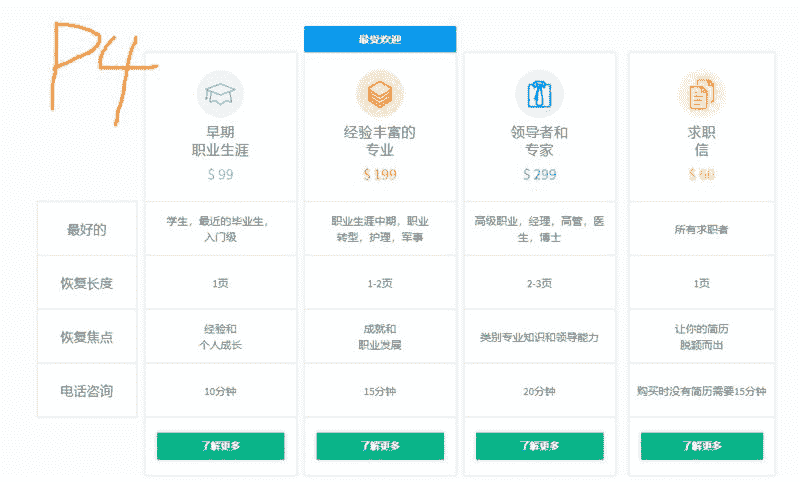 P4
最受欢迎
早期
职业生涯
$ 99
经验丰富的
专业
$ 199
领导者和
专家
$ 299
求职
信
$ 60
最好的
学生，最近的毕业生，
入门级
职业生涯中期，职业
转型，护理，军事
高级职业，经理，高管，医
生，博士
所有求职者
恢复长度
1页
1-2页
2-3页
1页
恢复焦点
经验和
个人成长
成就和
职业发展
类别专业知识和领导能力
让你的简历
脱颖而出
电话咨询
10分钟
15分钟
20分钟
购买时没有简历需要15分钟
了解更多
了解更多
了解更多
了解更多